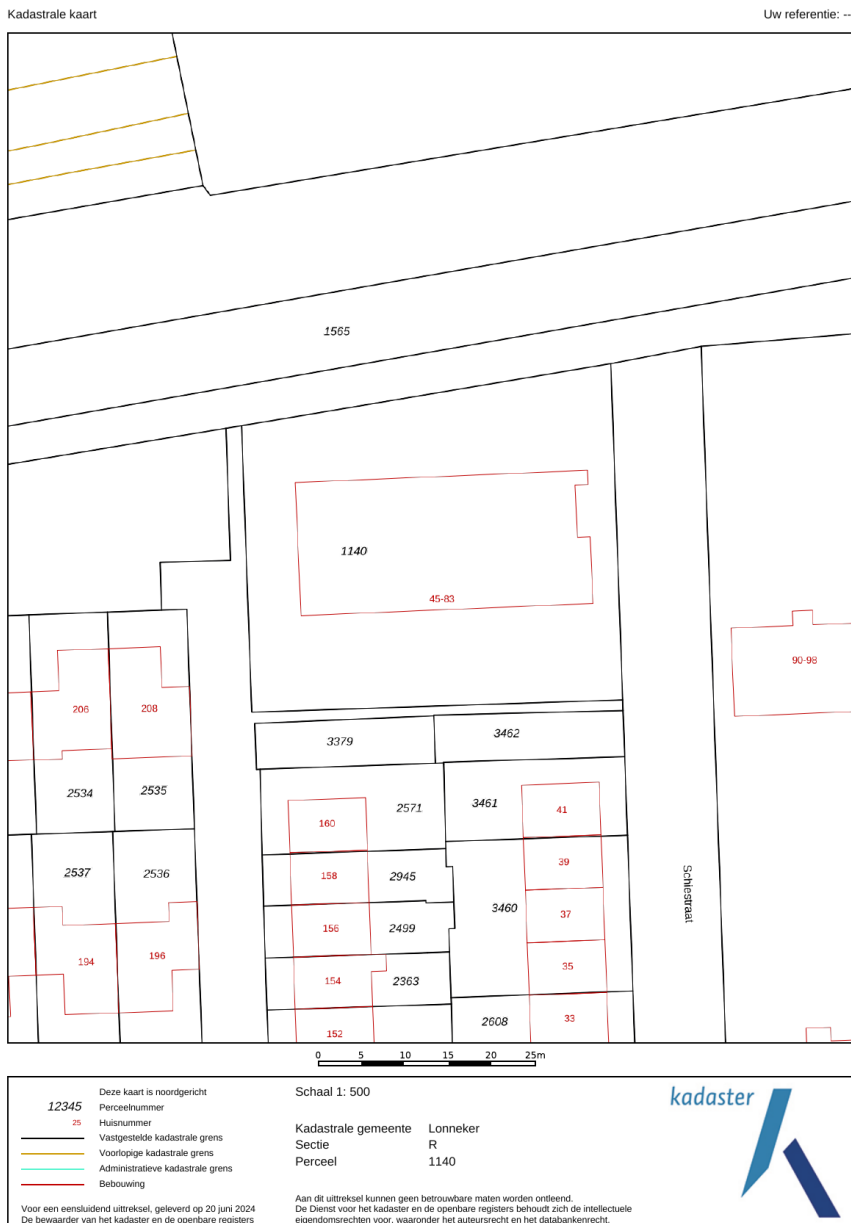 Kadastrale kaart
Uw referentie: --
1565
1140
45-83
90-98
206
208
3379
3462
2534
2535
160
2571
3461
41
2537
2536
158
2945
39
3460
Schiestraat
156
2499
37
194
196
154
2363
35
152
2608
33
0 5 10 15 20 25m
Deze kaart is noordgericht
12345 Perceelnummer
25 Huisnummer
Vastgestelde kadastrale grens
Voorlopige kadastrale grens
Administratieve kadastrale grens
Bebouwing
Voor een eensluidend uittreksel, geleverd op 20 juni 2024
De bewaarder van het kadaster en de openbare registers
Schaal 1: 500
Kadastrale gemeente Lonneker
Sectie R
Perceel 1140
Aan dit uittreksel kunnen geen betrouwbare maten worden ontleend.
De Dienst voor het kadaster en de openbare registers behoudt zich de intellectuele
eigendomsrechten voor, waaronder het auteursrecht en het databankenrecht.
kadaster